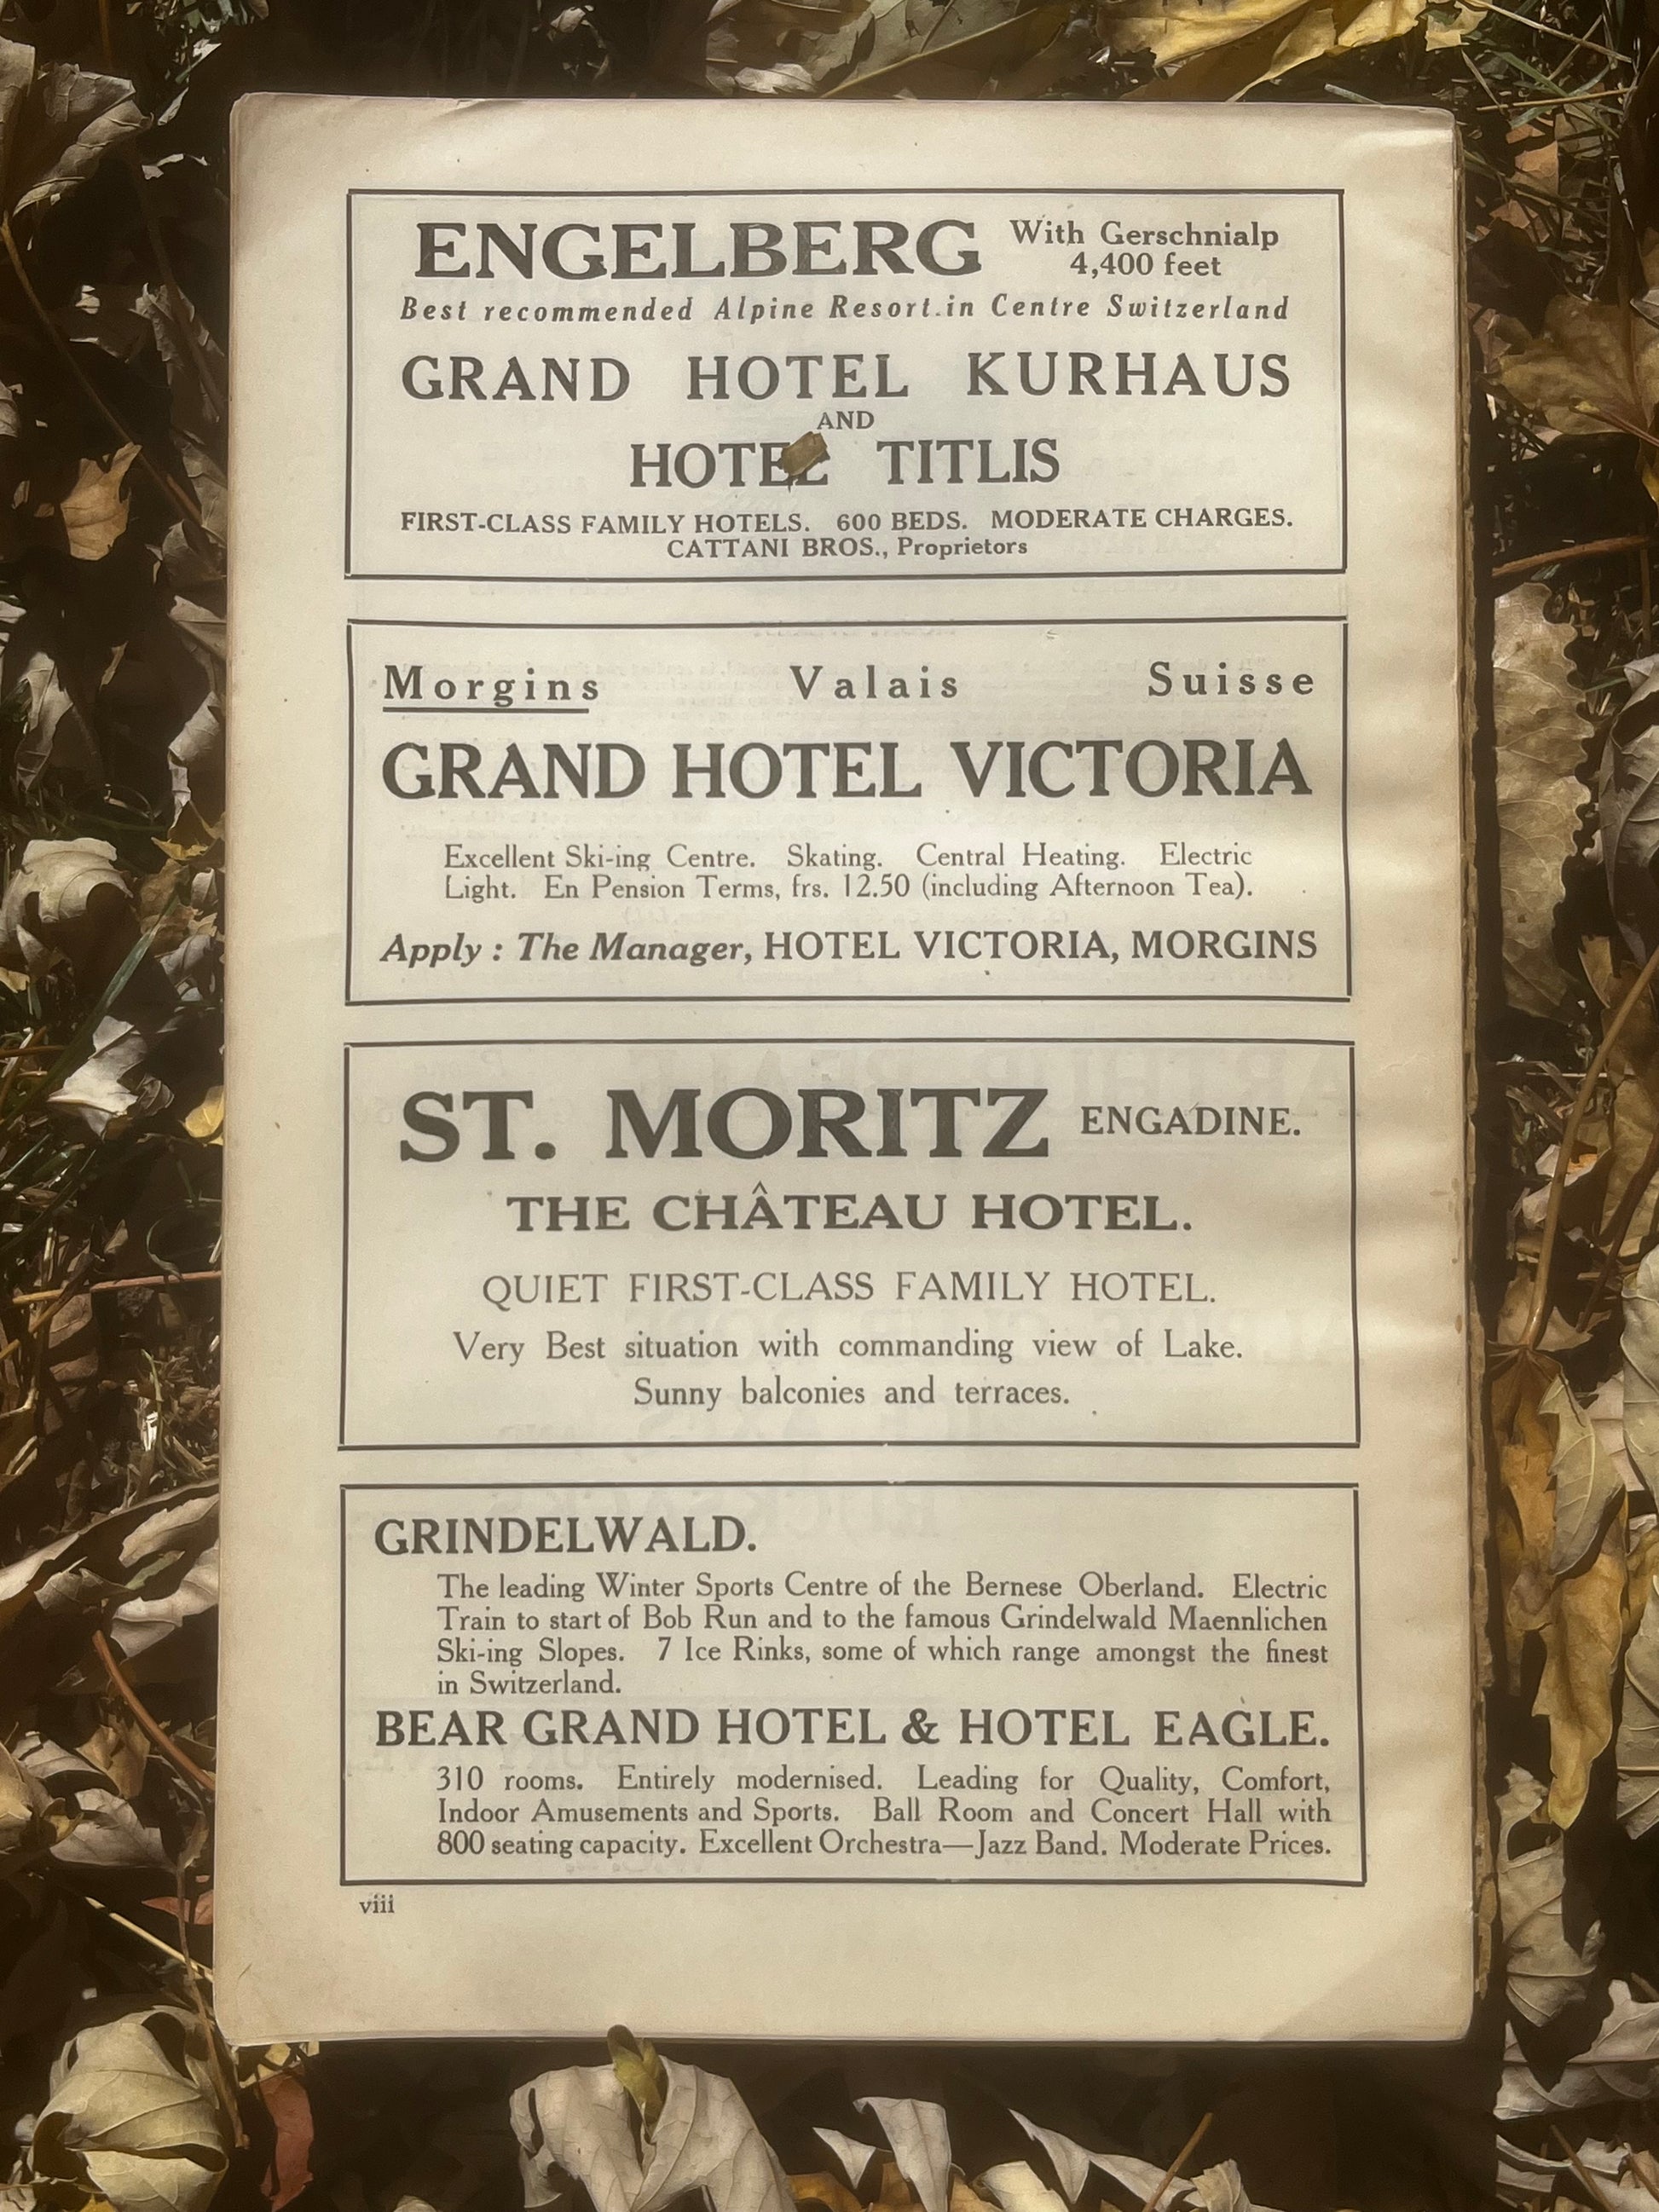 ENGELBERG With Gerschnialp
4,400 feet
Best recommended Alpine Resort in Centre Switzerland
GRAND HOTEL KURHAUS
AND
HOTEL TITLIS
FIRST-CLASS FAMILY HOTELS. 600 BEDS. MODERATE CHARGES.
CATTANI BROS., Proprietors
Morgins Valais Suisse
GRAND HOTEL VICTORIA
Excellent Ski-ing Centre. Skating. Central Heating. Electric
Light. En Pension Terms, frs. 12.50 (including Afternoon Tea).
Apply : The Manager, HOTEL VICTORIA, MORGINS
ST. MORITZ ENGADINE.
THE CHÂTEAU HOTEL.
QUIET FIRST-CLASS FAMILY HOTEL.
Very Best situation with commanding view of Lake.
Sunny balconies and terraces.
GRINDELWALD.
The leading Winter Sports Centre of the Bernese Oberland. Electric
Train to start of Bob Run and to the famous Grindelwald Maennlichen
Ski-ing Slopes. 7 Ice Rinks, some of which range amongst the finest
in Switzerland.
BEAR GRAND HOTEL & HOTEL EAGLE.
310 rooms. Entirely modernised. Leading for Quality, Comfort,
Indoor Amusements and Sports. Ball Room and Concert Hall with
800 seating capacity. Excellent Orchestra—Jazz Band. Moderate Prices.
viii